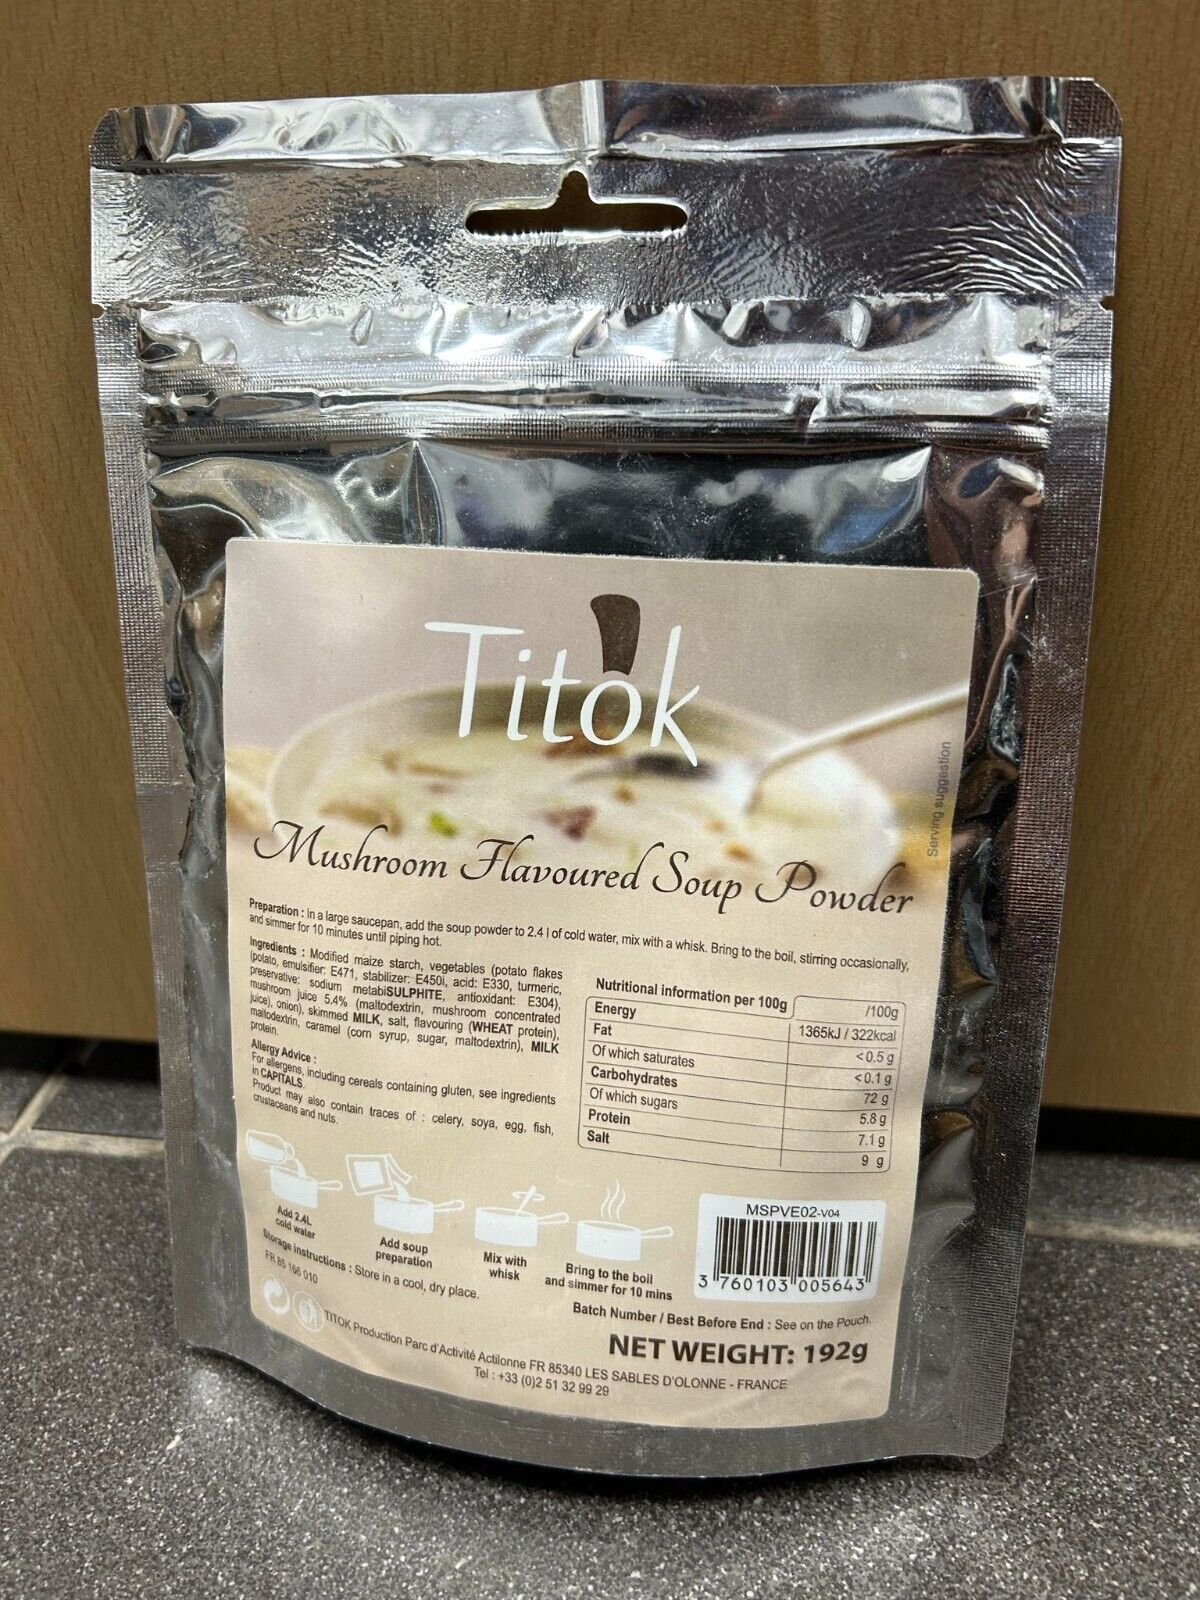 Titok
Serving suggestion
Mushroom Flavoured Soup Powder
Preparation : In a large saucepan, add the soup powder to 2.4 l of cold water, mix with a whisk. Bring to the boil, stirring occasionally,
and simmer for 10 minutes until piping hot.
Ingredients : Modified maize starch, vegetables (potato flakes
(potato, emulsifier: E471, stabilizer: E450i, acid: E330, turmeric,
preservative: sodium metabiSULPHITE, antioxidant: E304),
mushroom juice 5.4% (maltodextrin, mushroom concentrated
juice), onion), skimmed MILK, salt, flavouring (WHEAT protein),
maltodextrin, caramel (corn syrup, sugar, maltodextrin), MILK
protein.
Allergy Advice :
For allergens, including cereals containing gluten, see ingredients
in CAPITALS.
Product may also contain traces of : celery, soya, egg, fish,
crustaceans and nuts.
Nutritional information per 100g
/100g
Energy 1365kJ / 322kcal
Fat <0.5 g
Of which saturates <0.1 g
Carbohydrates 72 g
Of which sugars 5.8 g
Protein 7.1 g
Salt 9 g
Add 2.4L
cold water
Add soup
preparation
Mix with
whisk
Bring to the boil
and simmer for 10 mins
MSPVE02-V04
3 760103 005643
Storage instructions : Store in a cool, dry place.
FR 85 166 010
Batch Number / Best Before End : See on the Pouch.
NET WEIGHT: 192g
TITOK Production Parc d'Activité Actilonne FR 85340 LES SABLES D'OLONNE - FRANCE
Tel : +33 (0)2 51 32 99 29